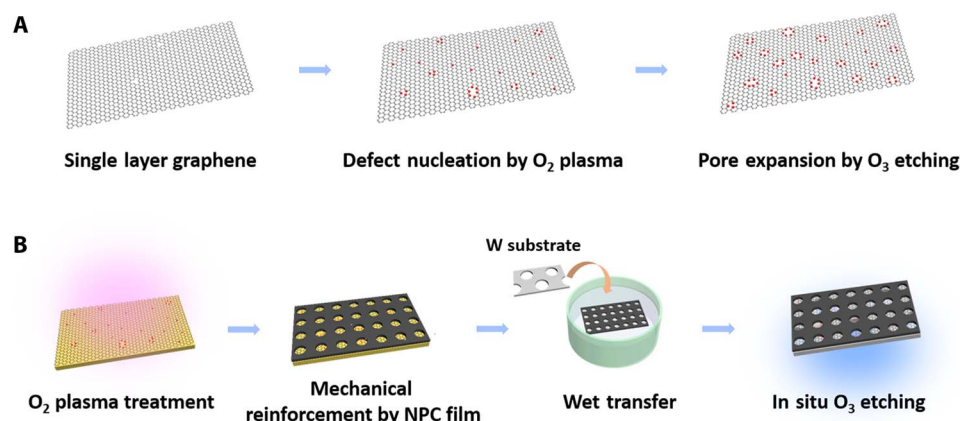 A
Single layer graphene
Defect nucleation by O₂ plasma
Pore expansion by O₃ etching
B
W substrate
O₂ plasma treatment
Mechanical
reinforcement by NPC film
Wet transfer
In situ O₃ etching